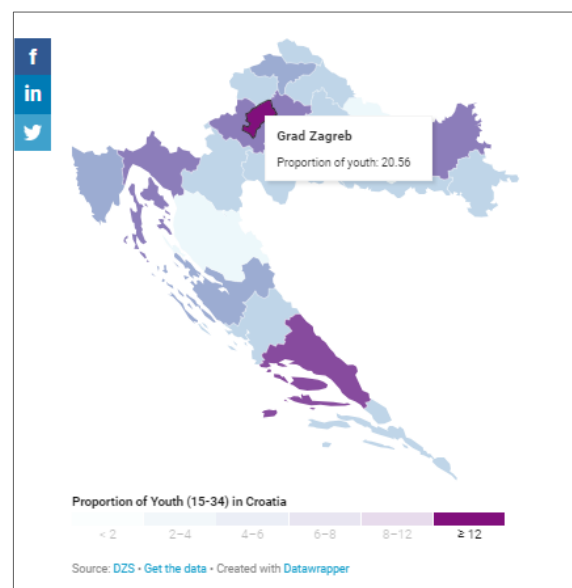 f
in
Grad Zagreb
Proportion of youth: 20.56
Proportion of Youth (15-34) in Croatia
< 2 2–4 4–6 6–8 8–12 ≥ 12
Source: DZS • Get the data • Created with Datawrapper